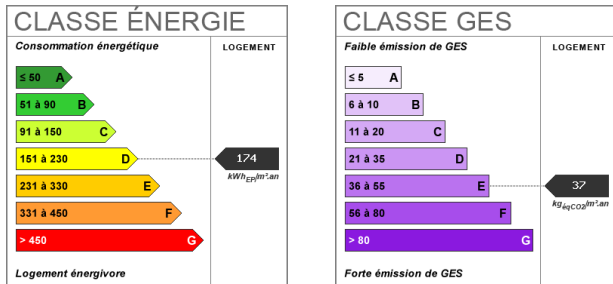 CLASSE ÉNERGIE
Consommation énergétique
LOGEMENT
≤ 50 A
51 à 90 B
91 à 150 C
151 à 230 D
174
kWhEP/m².an
231 à 330 E
331 à 450 F
> 450 G
Logement énergivore
CLASSE GES
Faible émission de GES
LOGEMENT
≤ 5 A
6 à 10 B
11 à 20 C
21 à 35 D
36 à 55 E
37
kgéqCO2/m².an
56 à 80 F
> 80 G
Forte émission de GES